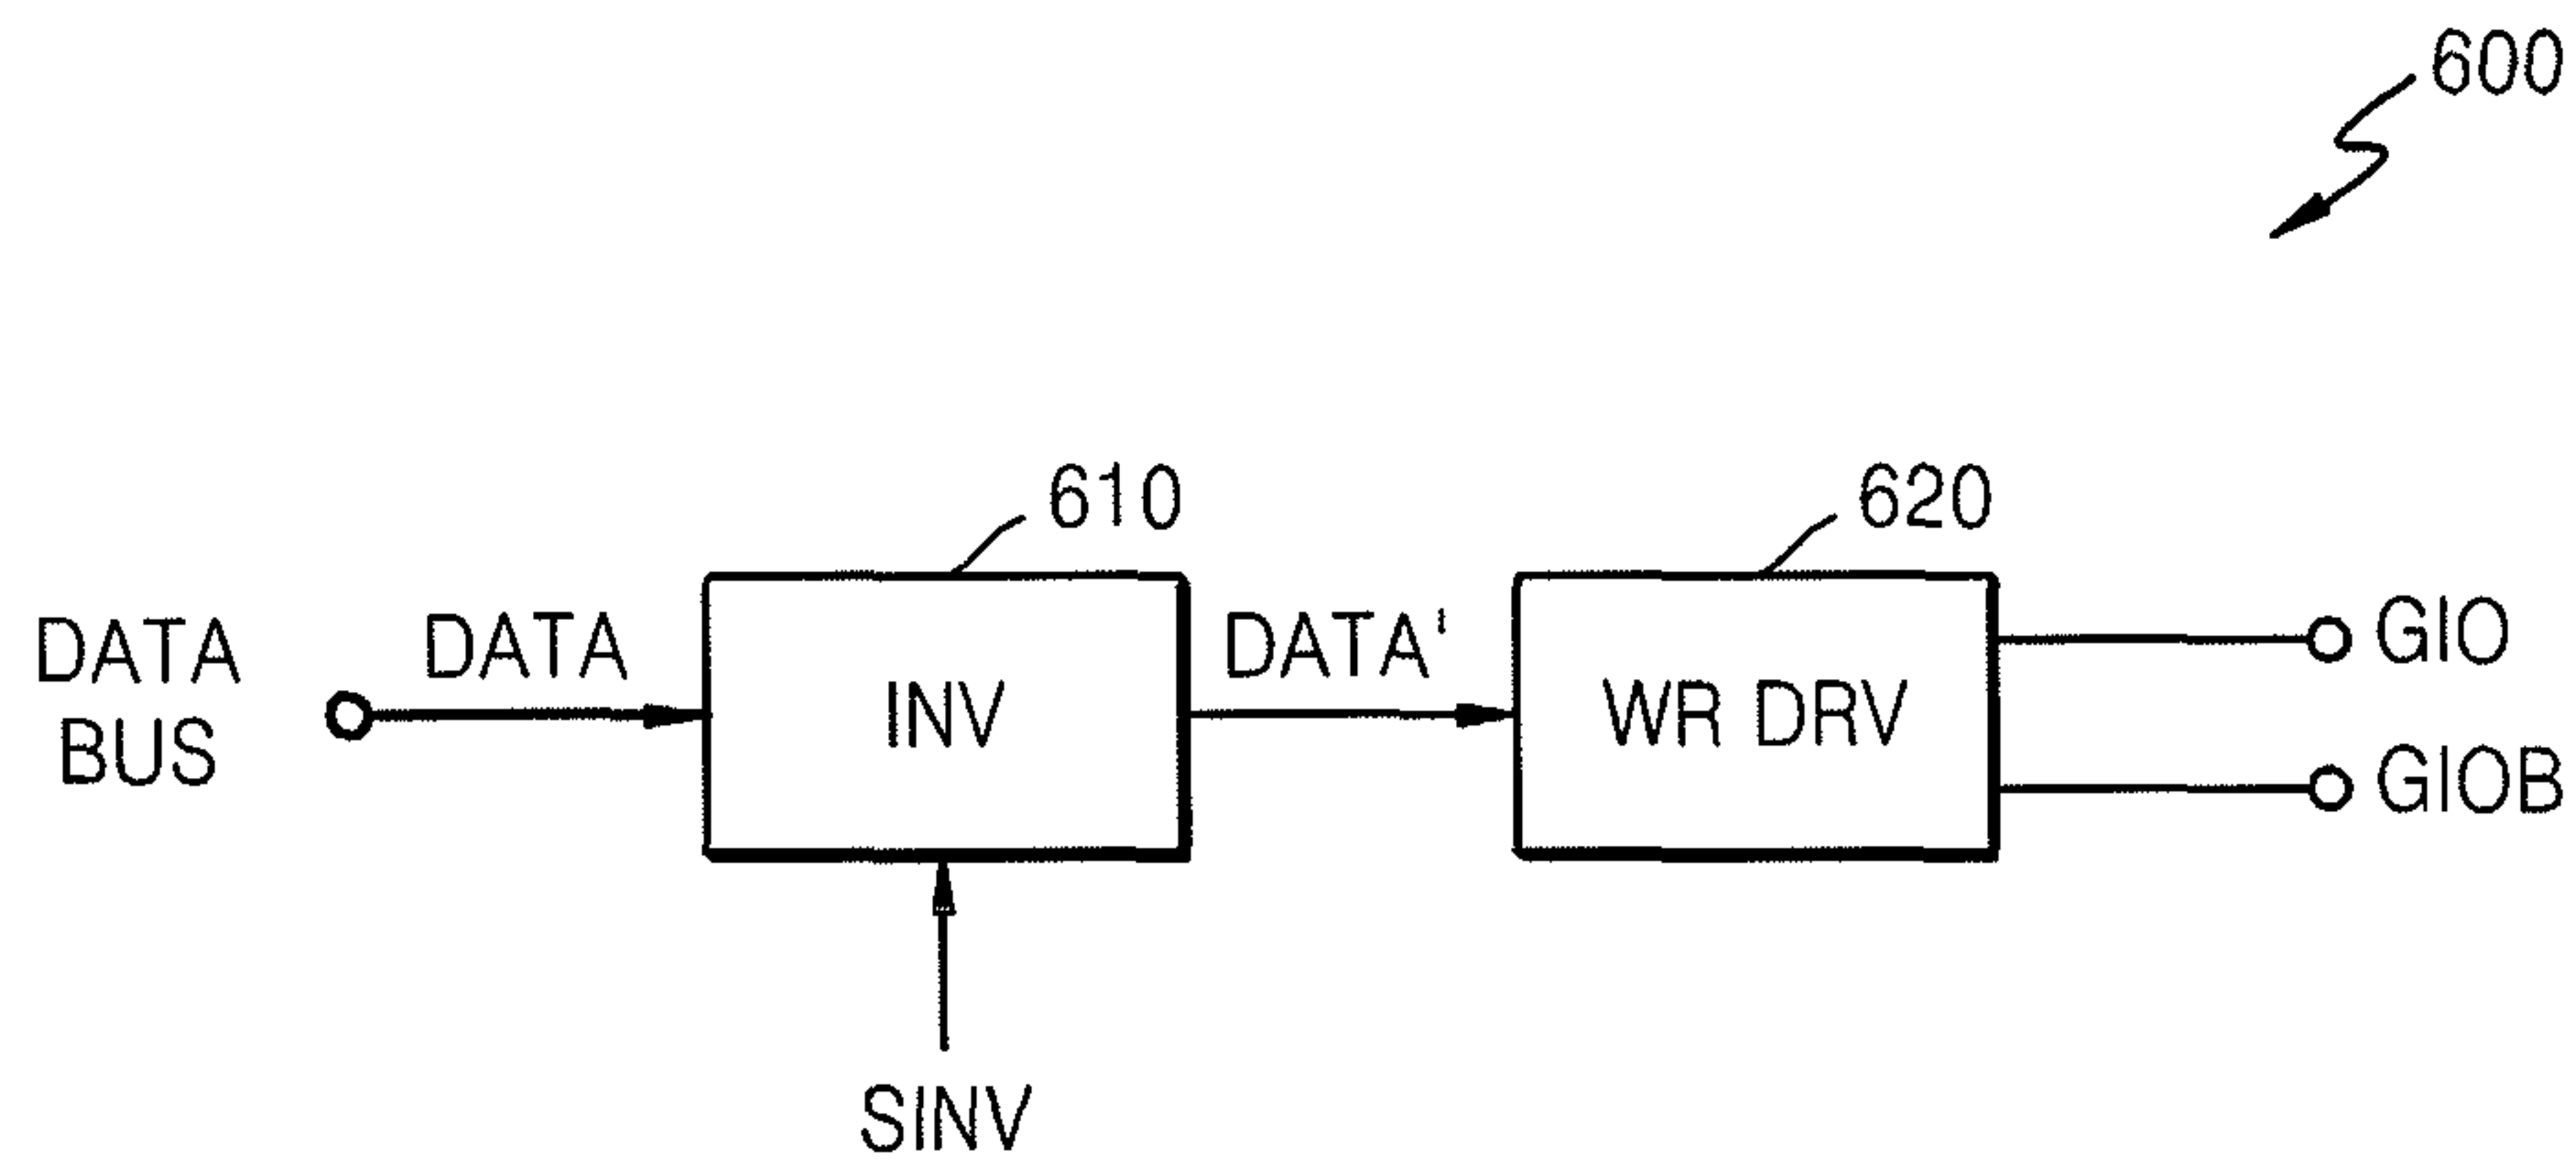 600
610
620
DATA
BUS
DATA
INV
DATA'
WR DRV
GIO
GIOB
SINV